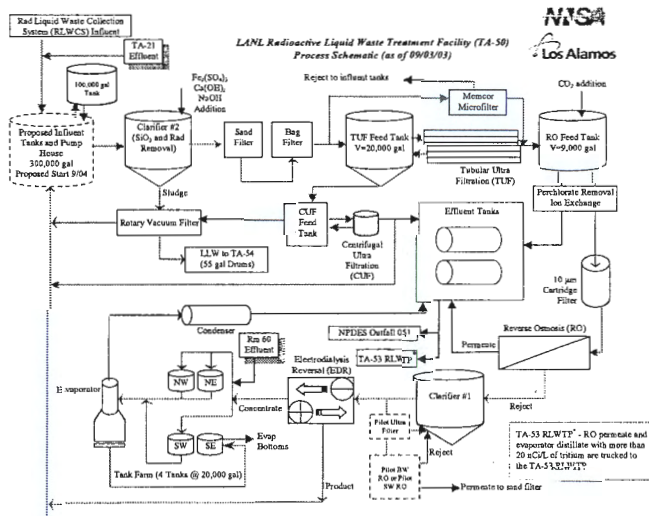 Rad Liquid Waste Collection
System (RLWCS) Influent
TA-21
Effluent
100,000 gal
Tank
LANL Radioactive Liquid Waste Treatment Facility (TA-50)
Process Schematic (as of 09/03/03)
NNSA
Los Alamos
Fe₂(SO₄)₃
Ca(OH)₂
NaOH
Addition
Reject to influent tanks
Memcor
Microfilter
CO₂ addition
Proposed Influent
Tanks and Pump
House
300,000 gal
Proposed Start 9/04
Clarifier #2
(SiO₂ and Rad
Removal)
Sand
Filter
Bag
Filter
TUF Feed Tank
V=20,000 gal
Tubular Ultra
Filtration (TUF)
RO Feed Tank
V=9,000 gal
Sludge
Rotary Vacuum Filter
LLW to TA-54
(55 gal Drums)
CUF
Feed
Tank
Centrifugal
Ultra
Filtration
(CUF)
Effluent Tanks
Perchlorate Removal
Ion Exchange
10 µm
Cartridge
Filter
Condenser
Rm 60
Effluent
NPDES Outfall 051
TA-53 RLWTP*
Permeate
Reverse Osmosis (RO)
Reject
Evaporator
NW
NE
SW
SE
Evap
Bottoms
Tank Farm (4 Tanks @ 20,000 gal)
Electrodialysis
Reversal (EDR)
Concentrate
Product
Clarifier #1
Pilot Ultra
Filter
Reject
Pilot BW
RO or Pilot
SW RO
Permeate to sand filter
TA-53 RLWTP* - RO permeate and
evaporator distillate with more than
20 nCi/L of tritium are trucked to
the TA-53 RLWTP